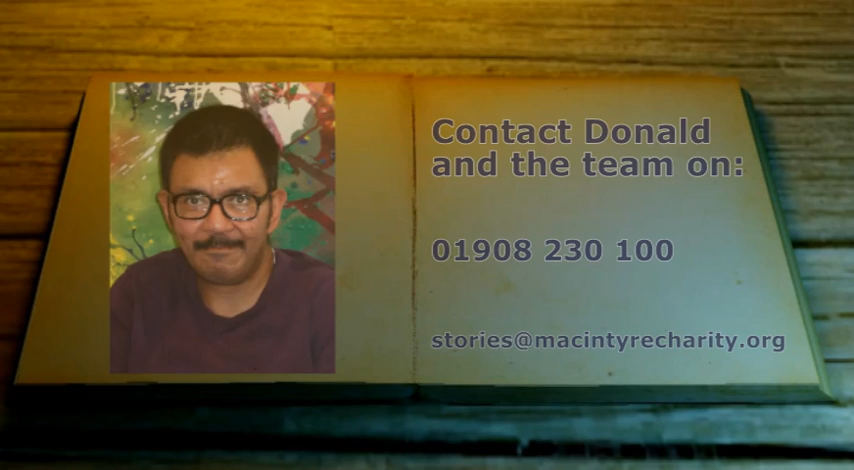 Contact Donald
and the team on:
01908 230 100
stories@macintyrecharity.org